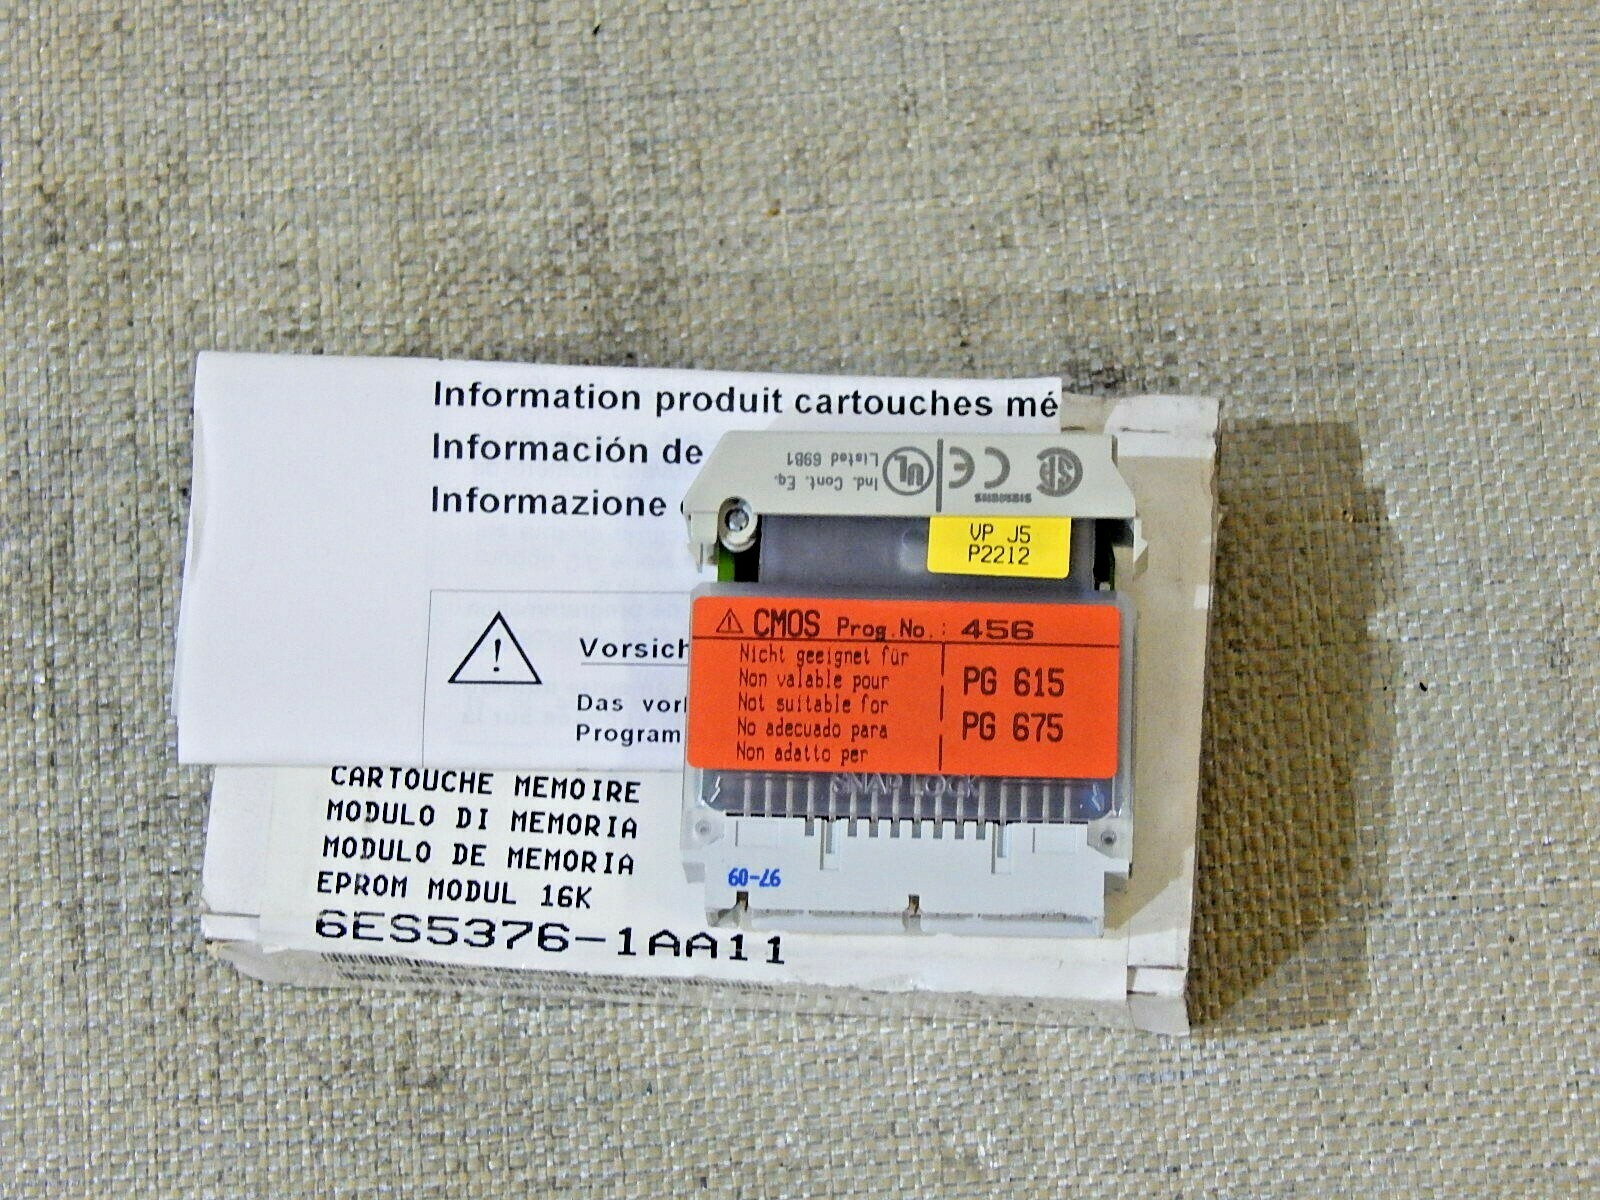 Information produit cartouches mé
Información de
Informazione
Vorsich
Das vorl
Program
Ind. Cont. Eq.
Listed 69B1
UL
CE
SIEMENS
VP J5
P2212
CMOS Prog.No.: 456
Nicht geeignet für
Non valable pour
Not suitable for
No adecuado para
Non adatto per
PG 615
PG 675
SNAP LOCK
97-09
CARTOUCHE MEMOIRE
MODULO DI MEMORIA
MODULO DE MEMORIA
EPROM MODUL 16K
6ES5376-1AA11